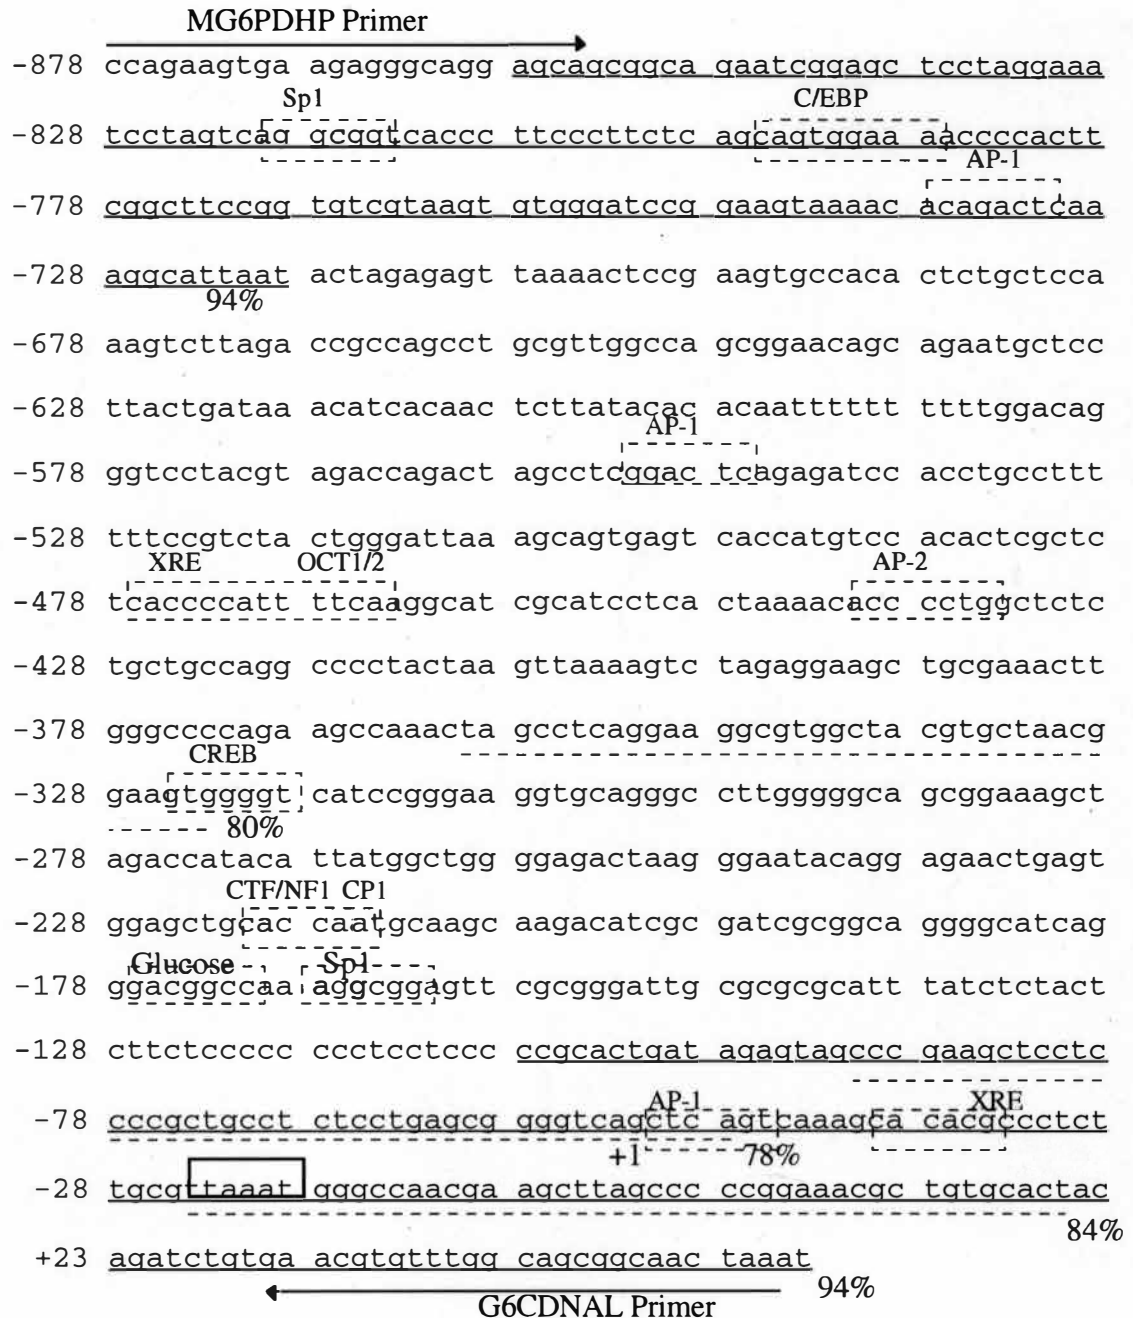 MG6PDHP Primer
-878 ccagaagtga agagggcagg agcagcggca gaatcggagc tcctaggaaa
Sp1 C/EBP
-828 tcctagtcag gcggtcaccc ttcccttctc agcagtggaa aaccccactt
AP-1
-778 cggcttccgg tgtcgtaagt gtgggatccg gaagtaaaac acagactcaa
-728 aggcattaat actagagagt taaaactccg aagtgccaca ctctgctcca
94%
-678 aagtcttaga ccgccagcct gcgttggcca gcggaacagc agaatgctcc
-628 ttactgataa acatcacaac tcttatacac acaatttttt ttttggacag
AP-1
-578 ggtcctacgt agaccagact agcctcggac tcagagatcc acctgccttt
-528 tttccgtcta ctgggattaa agcagtgagt caccatgtcc acactcgctc
XRE OCT1/2 AP-2
-478 tcaccccatt ttcaaggcat cgcatcctca ctaaaacacc ccctggctctc
-428 tgctgccagg cccctactaa gttaaaagtc tagaggaagc tgcgaaactt
-378 gggccccaga agccaaacta gcctcaggaa ggcgtggcta cgtgctaacg
CREB
-328 gaagtggggt catccgggaa ggtgcagggc cttgggggca gcggaaagct
80%
-278 agaccataca ttatggctgg ggagactaag ggaatacagg agaactgagt
CTF/NF1 CP1
-228 ggagctgcac caatgcaagc aagacatcgc gatcgcggca ggggcatcag
Glucose Sp1
-178 ggacggccaa aggcggagtt cgcgggattg cgcgcgcattt tatctctact
-128 cttctccccc ccctcctccc ccgcactgat agagtagccc gaagctcctc
AP-1 XRE
-78 cccgctgcct ctcctgagcg gggtcagctc agtcaaagca cacgccctct
+1 78%
-28 tgcgttaaat gggccaacga agcttagccc ccggaaacgc tgtgcactac
84%
+23 agatctgtga acgtgtttgg cagcggcaac taaat
94%
G6CDNAL Primer